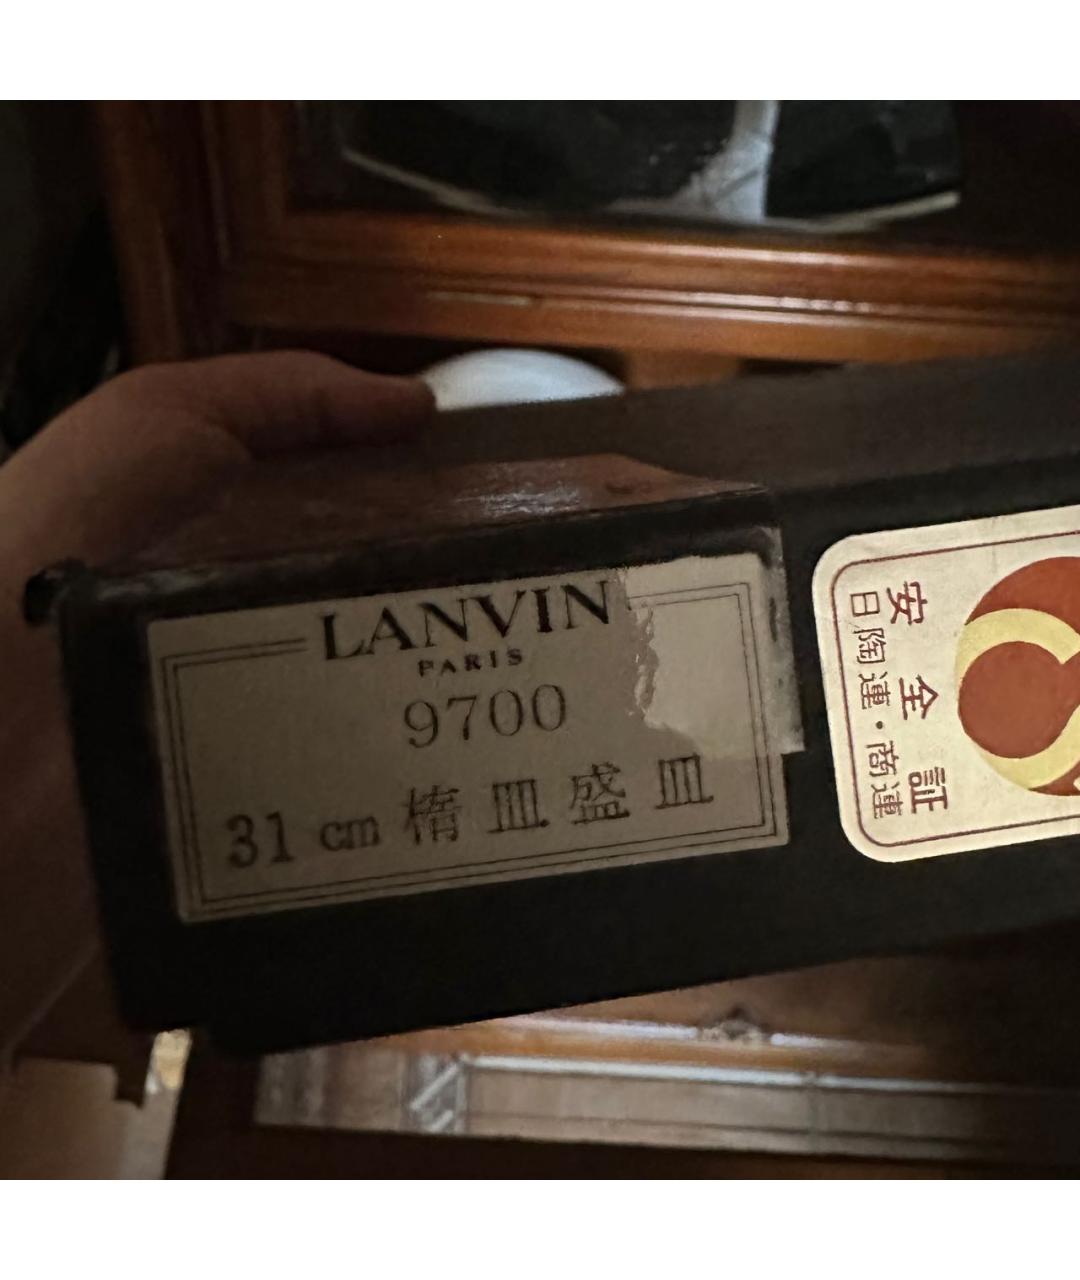 LANVIN
PARIS
9700
31 cm 楕皿盛皿
安全証
日陶連・商連